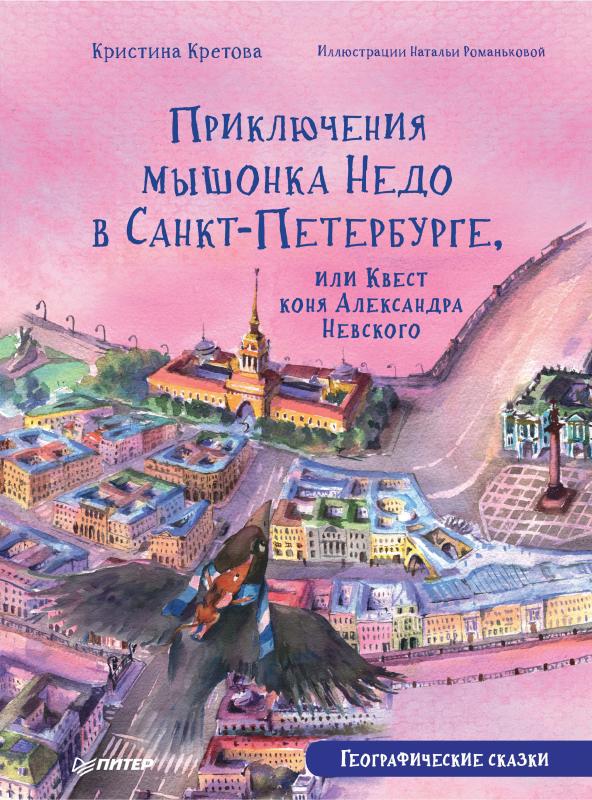 Кристина Кретова
Иллюстрации Натальи Романьковой
Приключения
мышонка Недо
в Санкт-Петербурге,
или Квест
коня Александра
Невского
Географические сказки
ПИТЕР